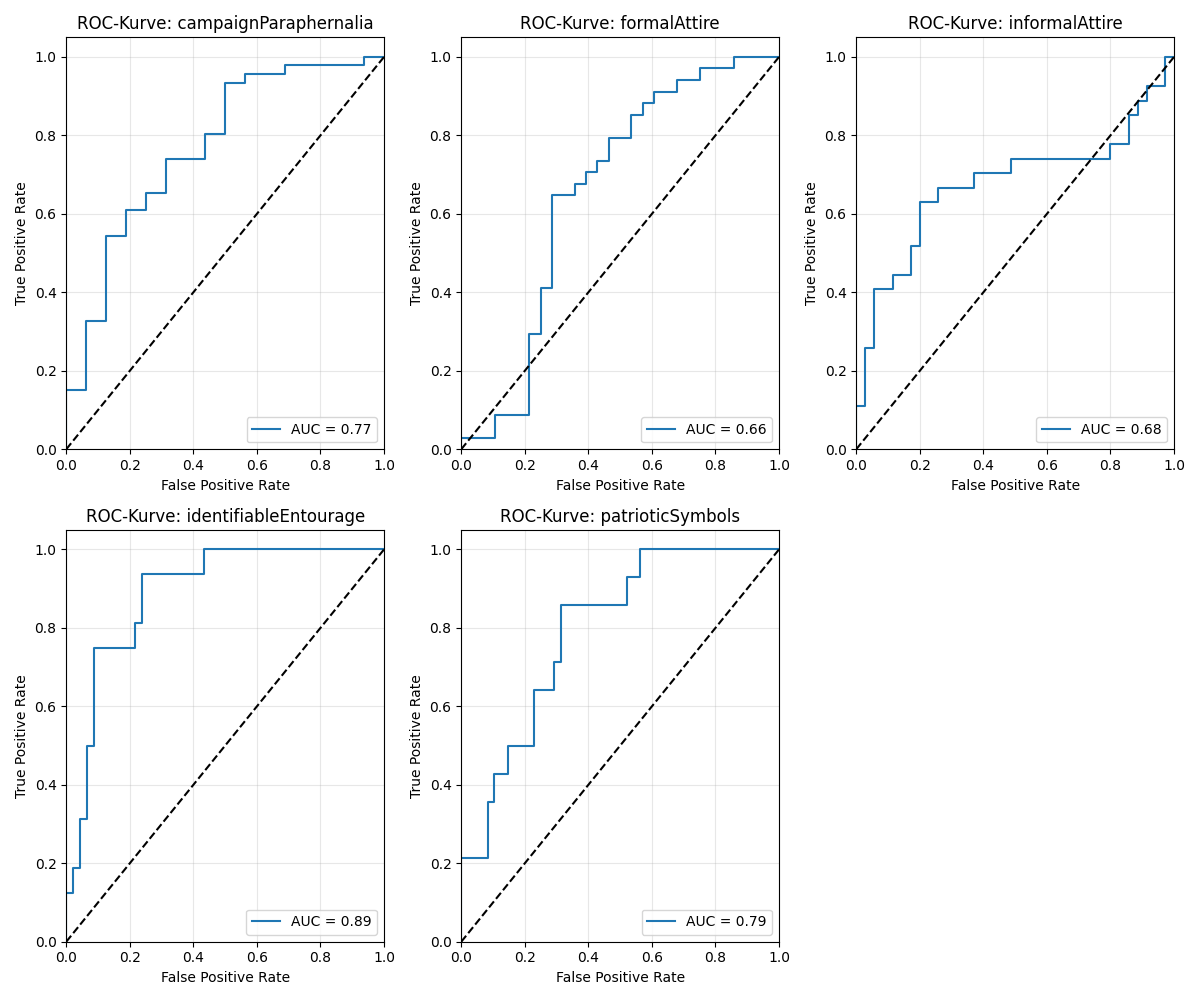 ROC-Kurve: campaignParaphernalia
1.0
0.8
0.6
0.4
0.2
0.0
True Positive Rate
0.0 0.2 0.4 0.6 0.8 1.0
False Positive Rate
AUC = 0.77
ROC-Kurve: formalAttire
1.0
0.8
0.6
0.4
0.2
0.0
True Positive Rate
0.0 0.2 0.4 0.6 0.8 1.0
False Positive Rate
AUC = 0.66
ROC-Kurve: informalAttire
1.0
0.8
0.6
0.4
0.2
0.0
True Positive Rate
0.0 0.2 0.4 0.6 0.8 1.0
False Positive Rate
AUC = 0.68
ROC-Kurve: identifiableEntourage
1.0
0.8
0.6
0.4
0.2
0.0
True Positive Rate
0.0 0.2 0.4 0.6 0.8 1.0
False Positive Rate
AUC = 0.89
ROC-Kurve: patrioticSymbols
1.0
0.8
0.6
0.4
0.2
0.0
True Positive Rate
0.0 0.2 0.4 0.6 0.8 1.0
False Positive Rate
AUC = 0.79